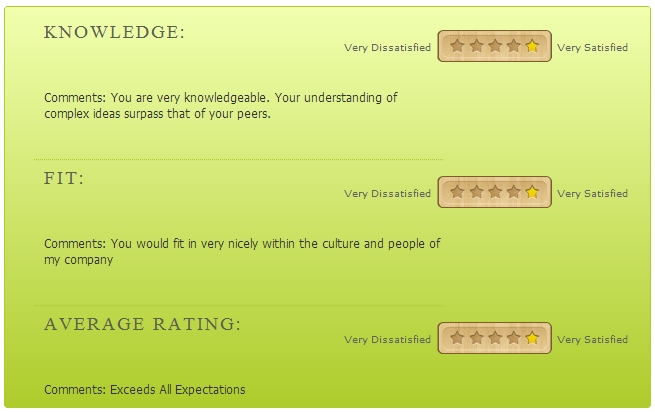 KNOWLEDGE:
Very Dissatisfied Very Satisfied
Comments: You are very knowledgeable. Your understanding of
complex ideas surpass that of your peers.
FIT:
Very Dissatisfied Very Satisfied
Comments: You would fit in very nicely within the culture and people of
my company
AVERAGE RATING:
Very Dissatisfied Very Satisfied
Comments: Exceeds All Expectations